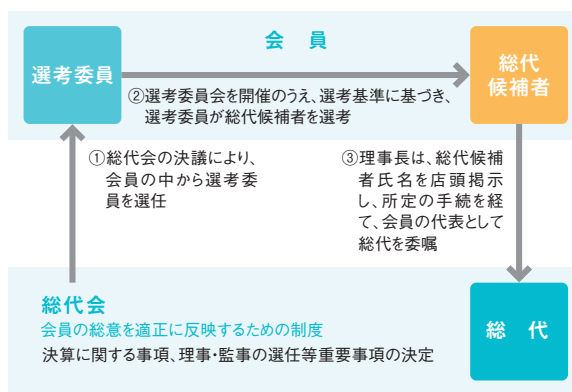 会 員
選考委員
総代
候補者
②選考委員会を開催のうえ、選考基準に基づき、
選考委員が総代候補者を選考
①総代会の決議により、
会員の中から選考委
員を選任
③理事長は、総代候補
者氏名を店頭掲示
し、所定の手続を経
て、会員の代表として
総代を委嘱
総代会
会員の総意を適正に反映するための制度
決算に関する事項、理事・監事の選任等重要事項の決定
総 代